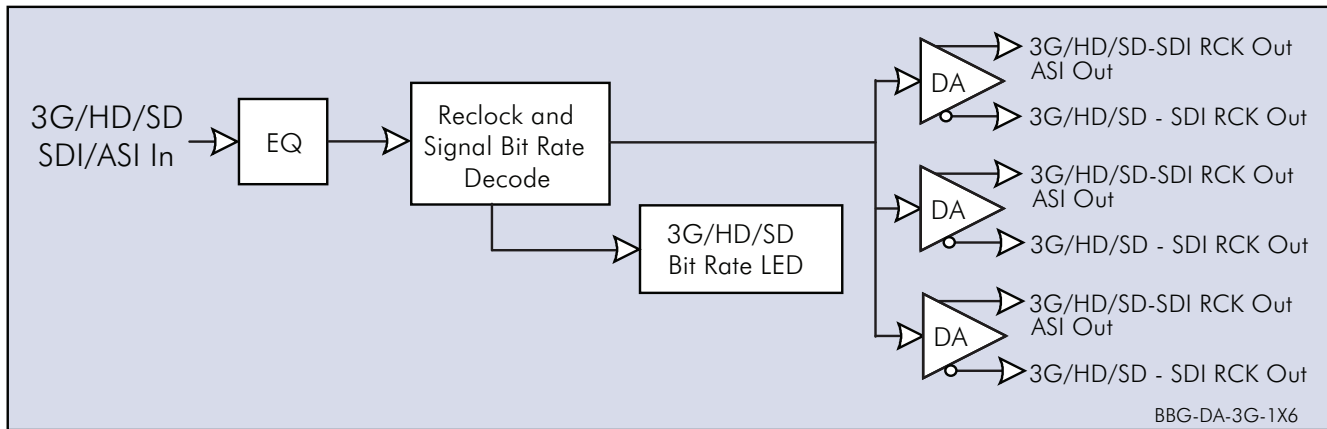 3G/HD/SD
SDI/ASI In
EQ
Reclock and
Signal Bit Rate
Decode
3G/HD/SD
Bit Rate LED
DA
3G/HD/SD-SDI RCK Out
ASI Out
3G/HD/SD - SDI RCK Out
DA
3G/HD/SD-SDI RCK Out
ASI Out
3G/HD/SD - SDI RCK Out
DA
3G/HD/SD-SDI RCK Out
ASI Out
3G/HD/SD - SDI RCK Out
BBG-DA-3G-1X6